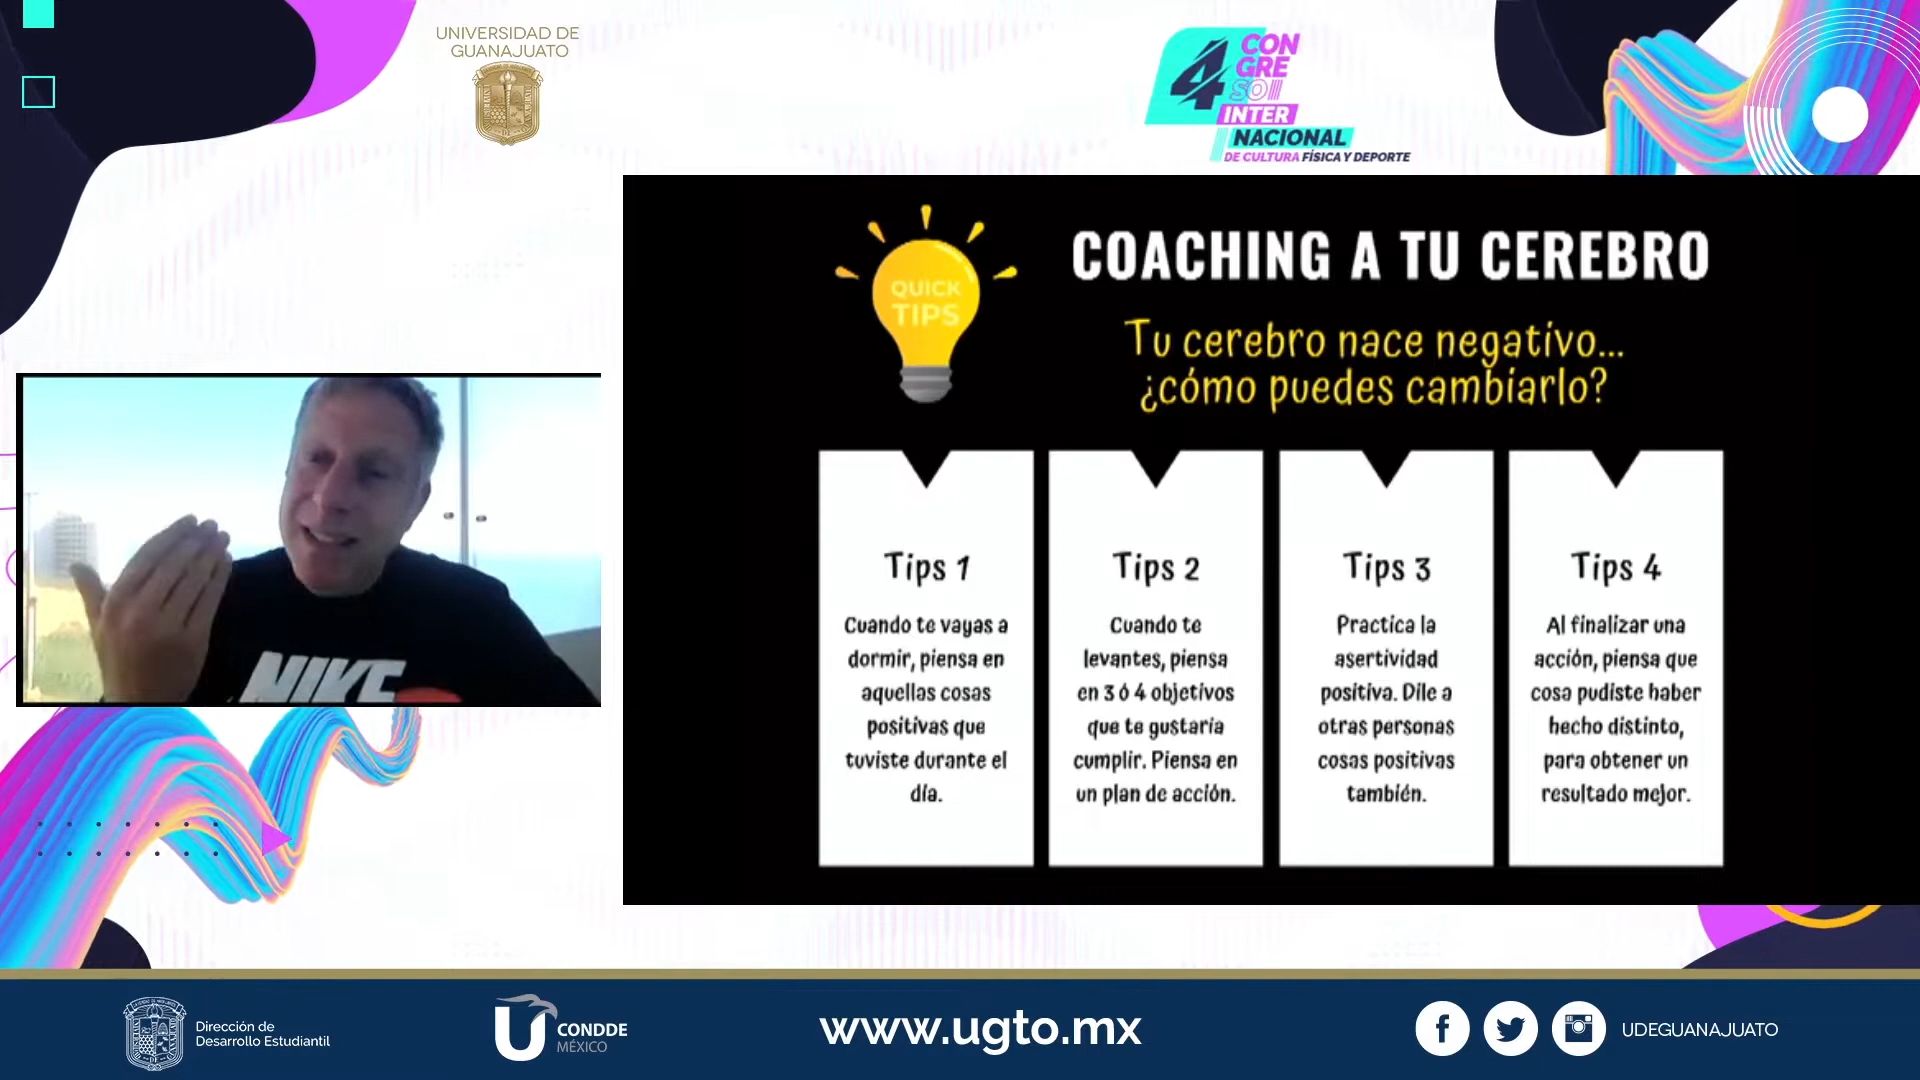 UNIVERSIDAD DE
GUANAJUATO
4
CON
GRE
SO
INTER
NACIONAL
DE CULTURA FÍSICA Y DEPORTE
QUICK
TIPS
COACHING A TU CEREBRO
Tu cerebro nace negativo...
¿cómo puedes cambiarlo?
Tips 1
Cuando te vayas a
dormir, piensa en
aquellas cosas
positivas que
tuviste durante el
día.
Tips 2
Cuando te
levantes, piensa
en 3 ó 4 objetivos
que te gustaría
cumplir. Piensa en
un plan de acción.
Tips 3
Practica la
asertividad
positiva. Dile a
otras personas
cosas positivas
también.
Tips 4
Al finalizar una
acción, piensa que
cosa pudiste haber
hecho distinto,
para obtener un
resultado mejor.
NIKE
Dirección de
Desarrollo Estudiantil
U
CONDDE
MÉXICO
www.ugto.mx
UDEGUANAJUATO